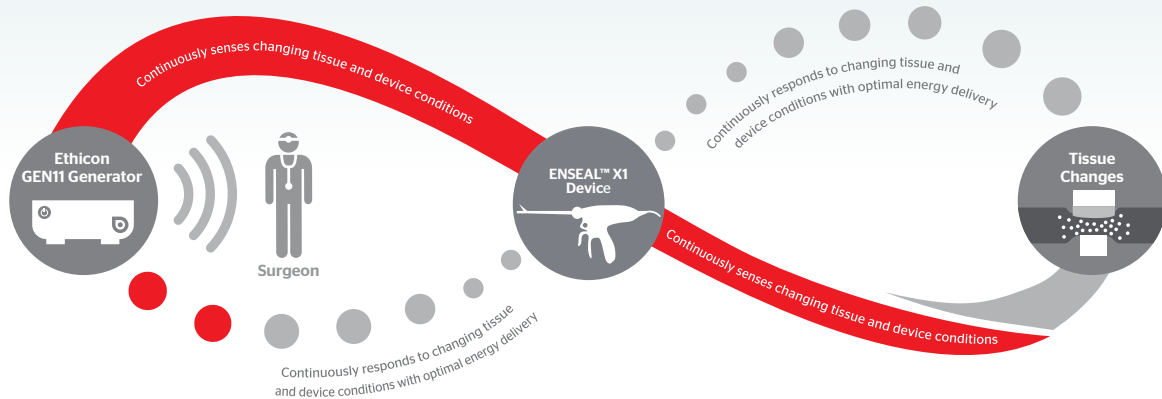 Continuously senses changing tissue and device conditions
Continuously responds to changing tissue and
device conditions with optimal energy delivery
Ethicon
GEN11 Generator
Surgeon
ENSEAL™ X1
Device
Tissue
Changes
Continuously senses changing tissue and device conditions
Continuously responds to changing tissue
and device conditions with optimal energy delivery